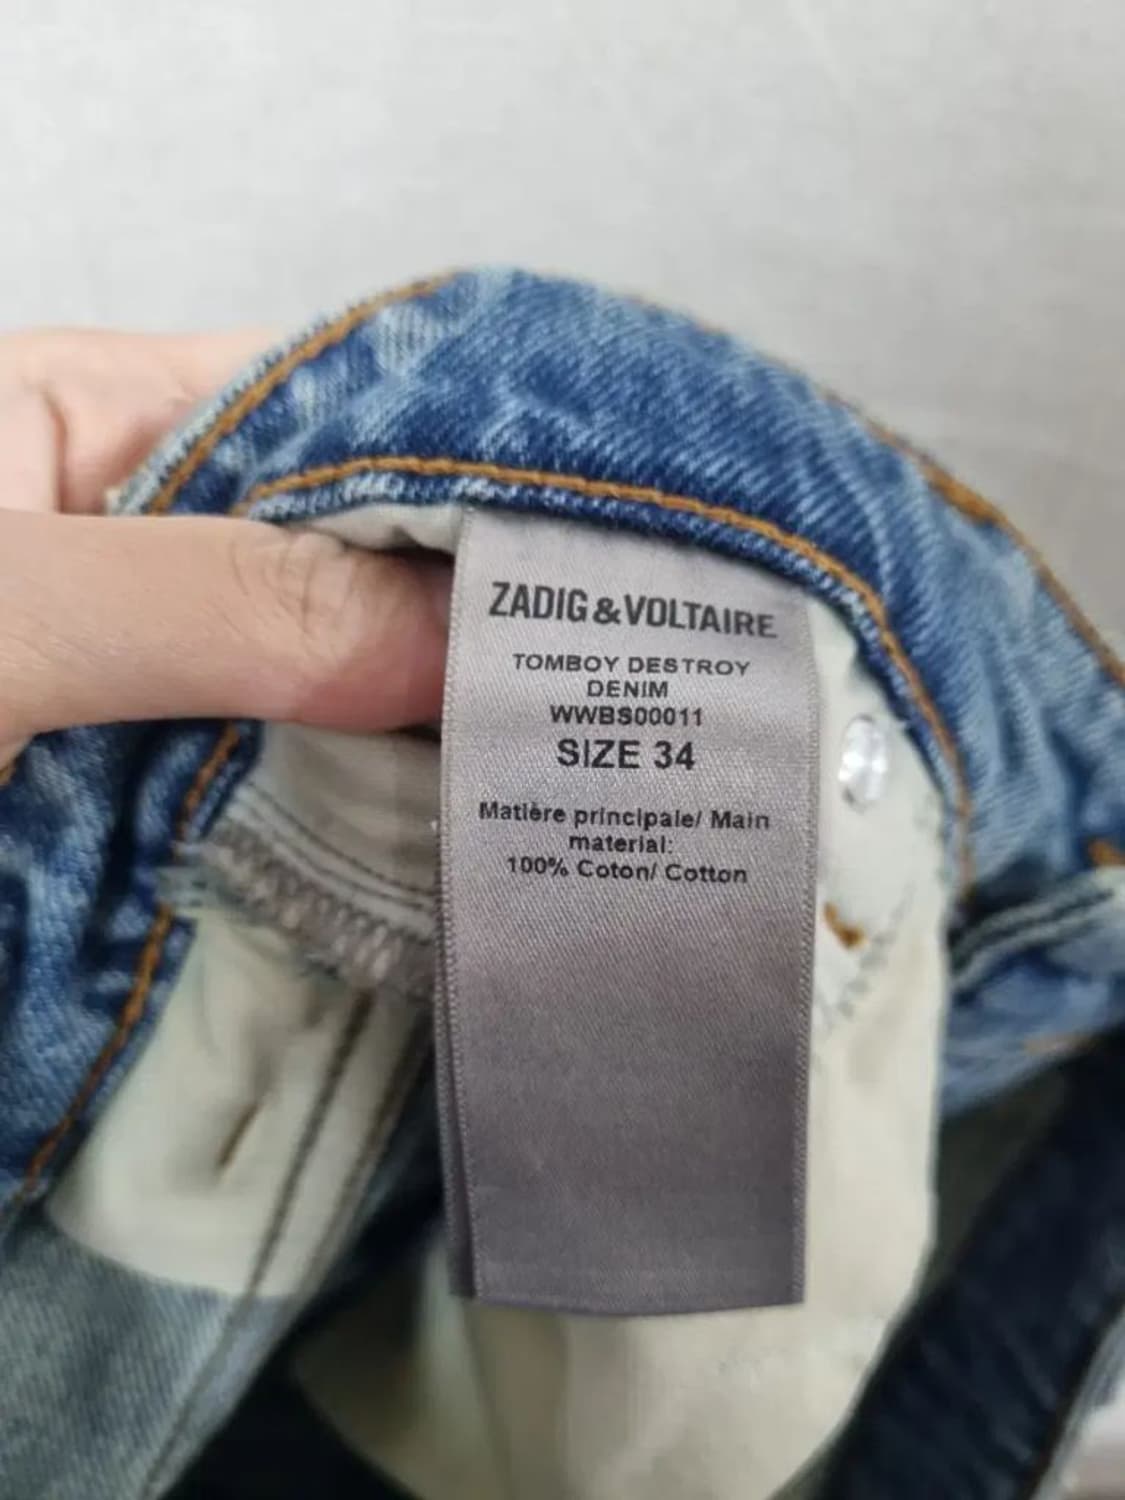 ZADIG & VOLTAIRE
TOMBOY DESTROY
DENIM
WWBS00011
SIZE 34
Matière principale/ Main
material:
100% Coton/ Cotton